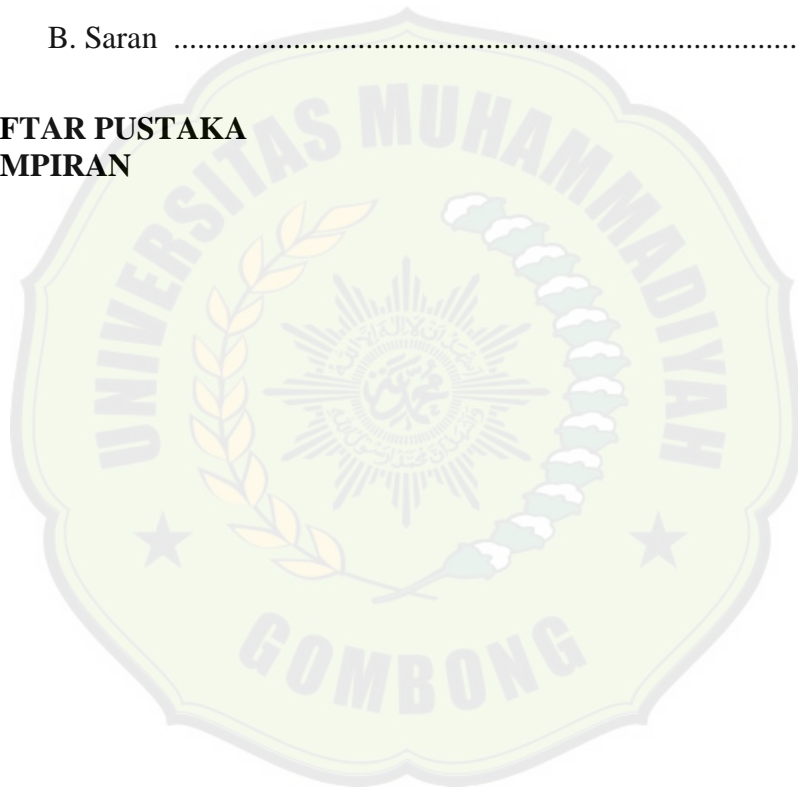 B. Saran ................................................................................
FTAR PUSTAKA
MPIRAN
UNIVERSITAS MUHAMMADIYAH
GOMBONG